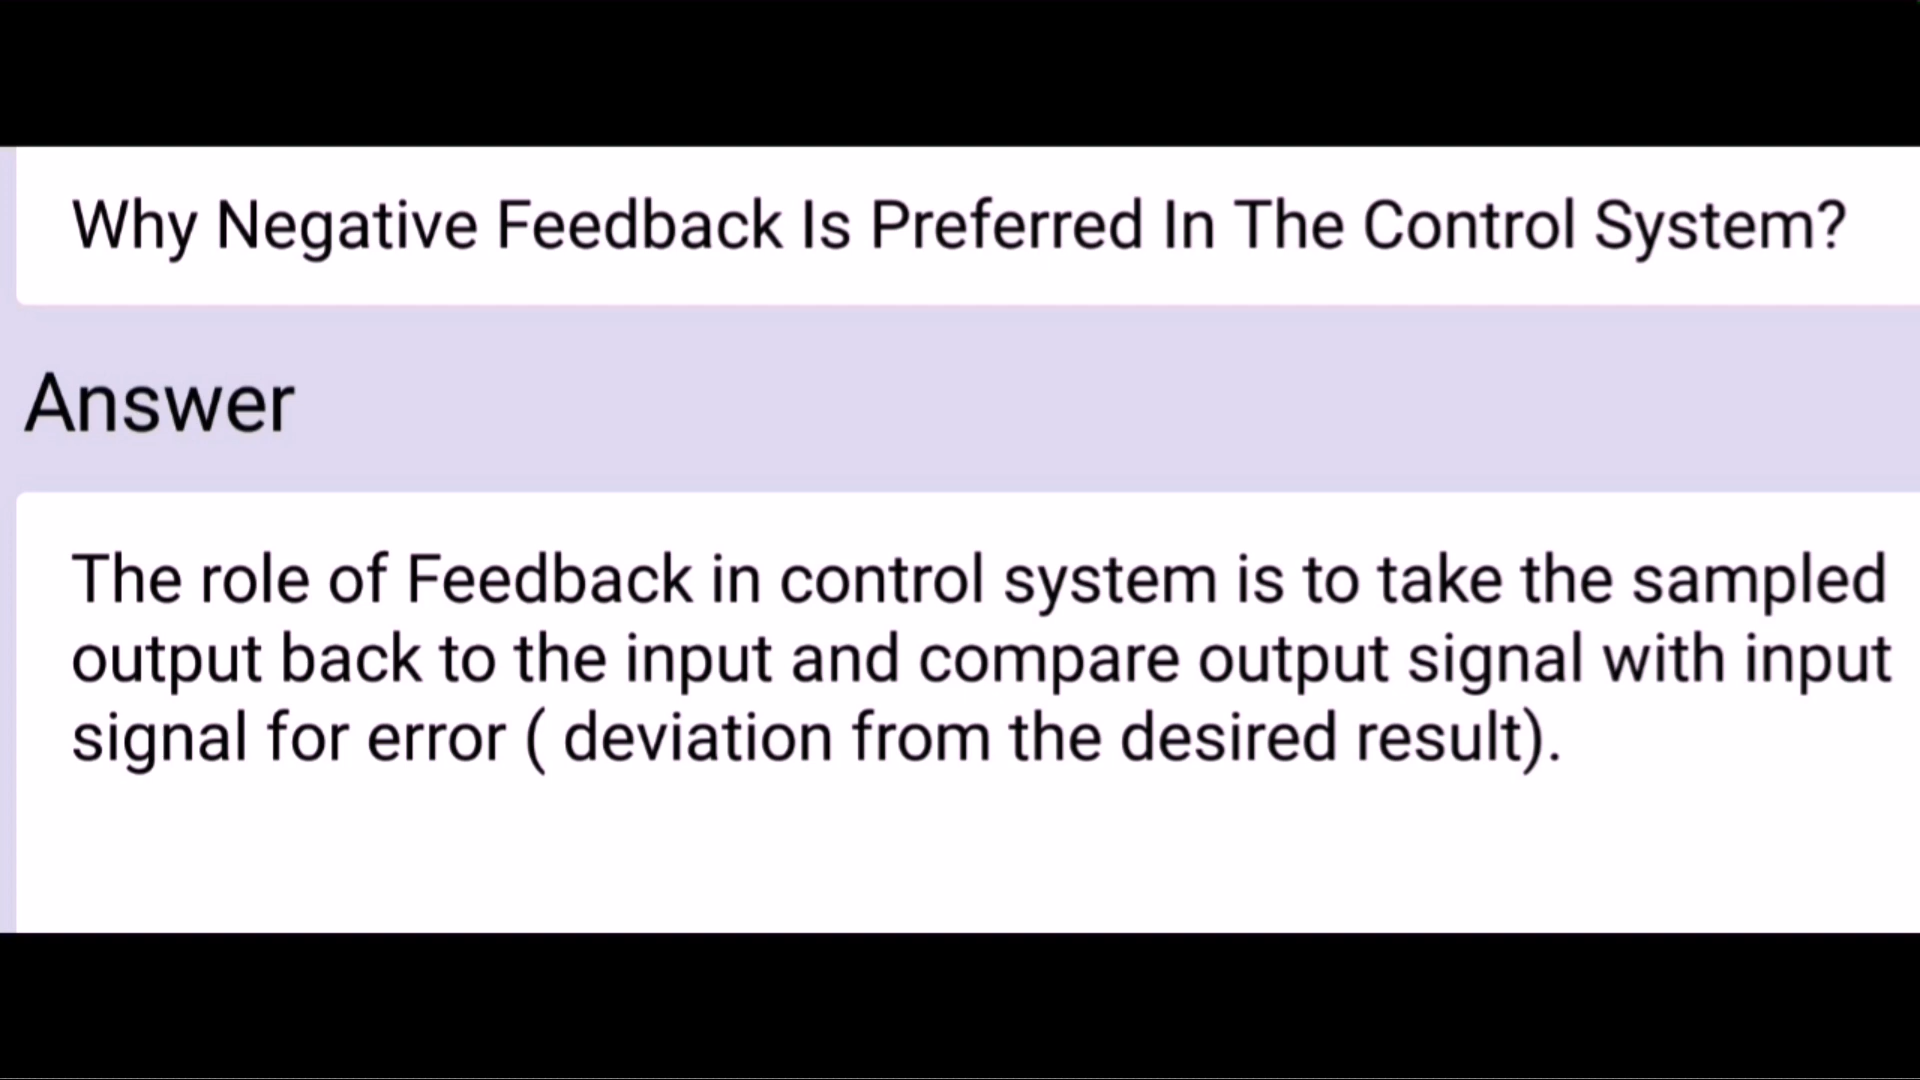 Why Negative Feedback Is Preferred In The Control System?
Answer
The role of Feedback in control system is to take the sampled
output back to the input and compare output signal with input
signal for error ( deviation from the desired result).